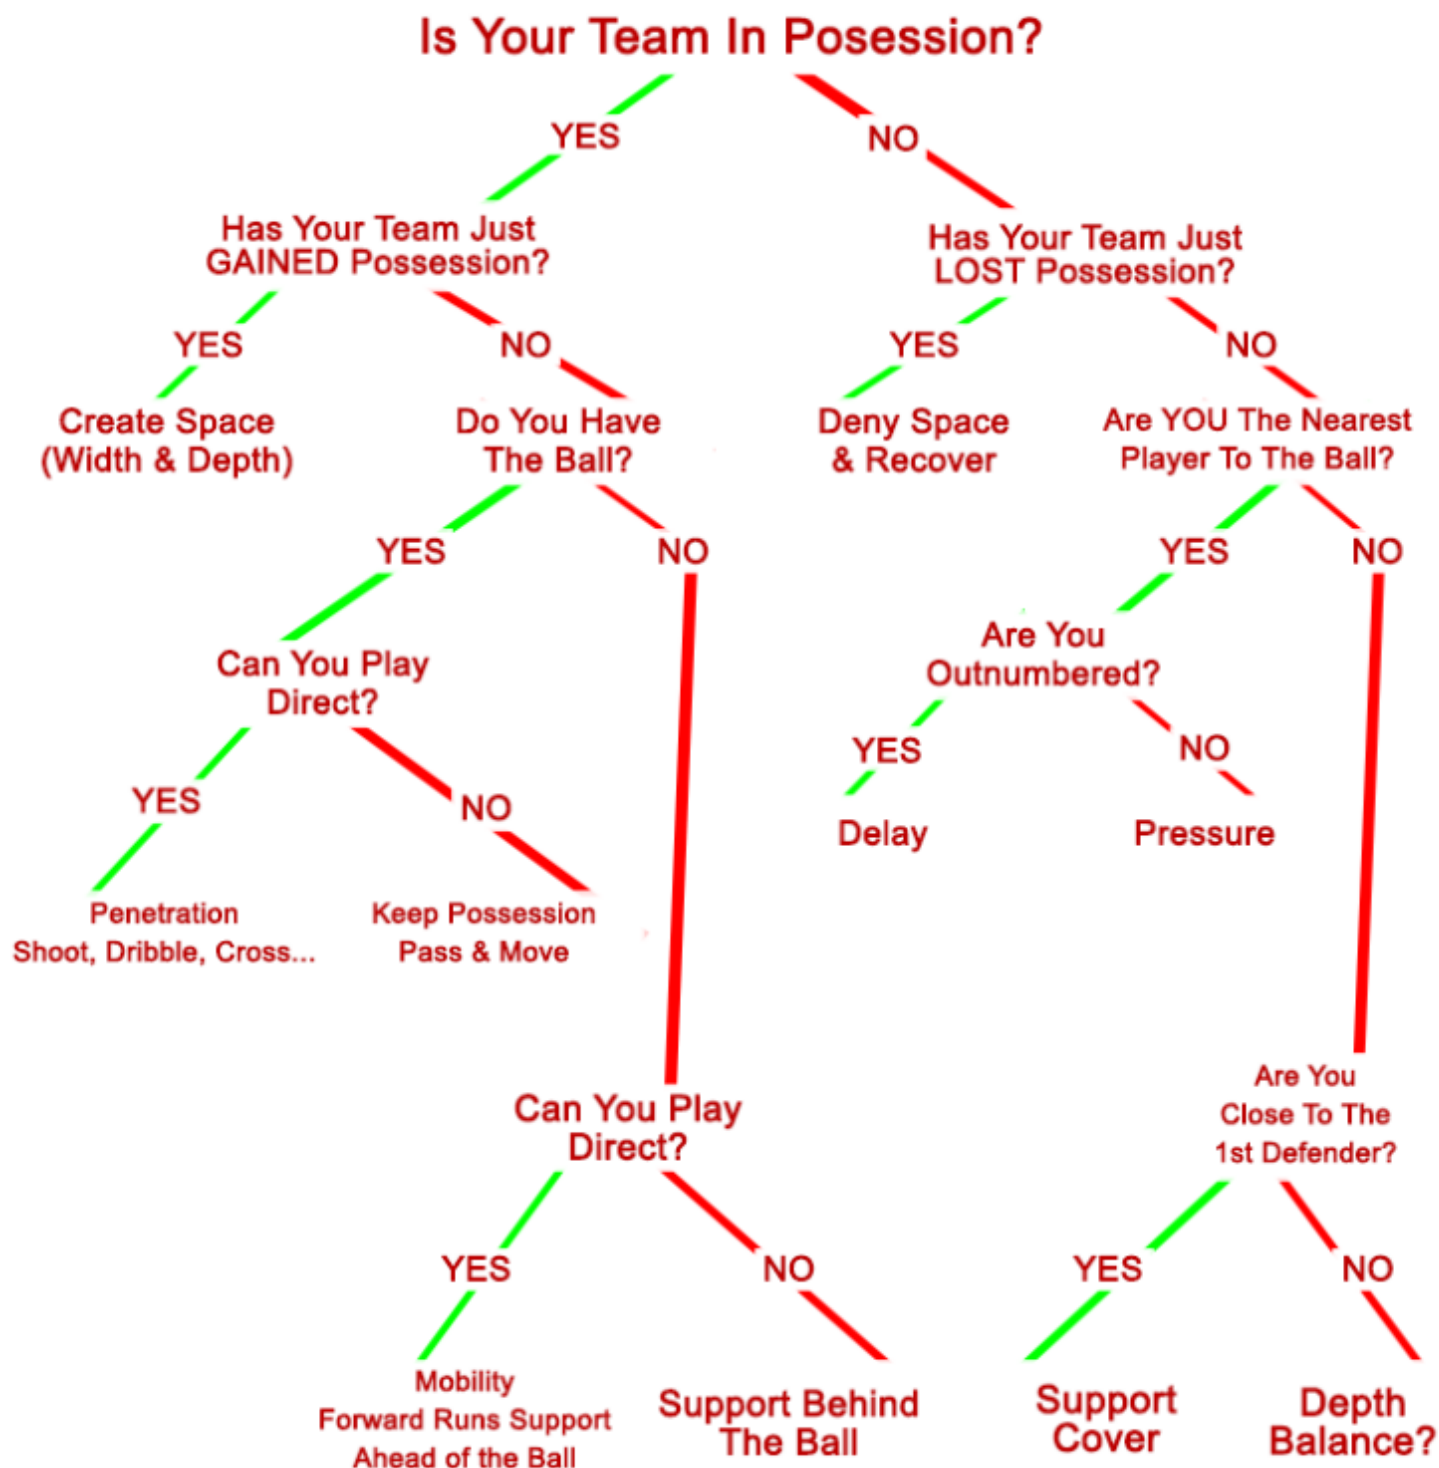 Is Your Team In Posession?
YES
NO
Has Your Team Just
GAINED Possession?
Has Your Team Just
LOST Possession?
YES
NO
YES
NO
Create Space
(Width & Depth)
Do You Have
The Ball?
Deny Space
& Recover
Are YOU The Nearest
Player To The Ball?
YES
NO
YES
NO
Can You Play
Direct?
Are You
Outnumbered?
YES
NO
YES
NO
Delay
Pressure
Penetration
Shoot, Dribble, Cross...
Keep Possession
Pass & Move
Can You Play
Direct?
Are You
Close To The
1st Defender?
YES
NO
YES
NO
Mobility
Forward Runs Support
Ahead of the Ball
Support Behind
The Ball
Support
Cover
Depth
Balance?